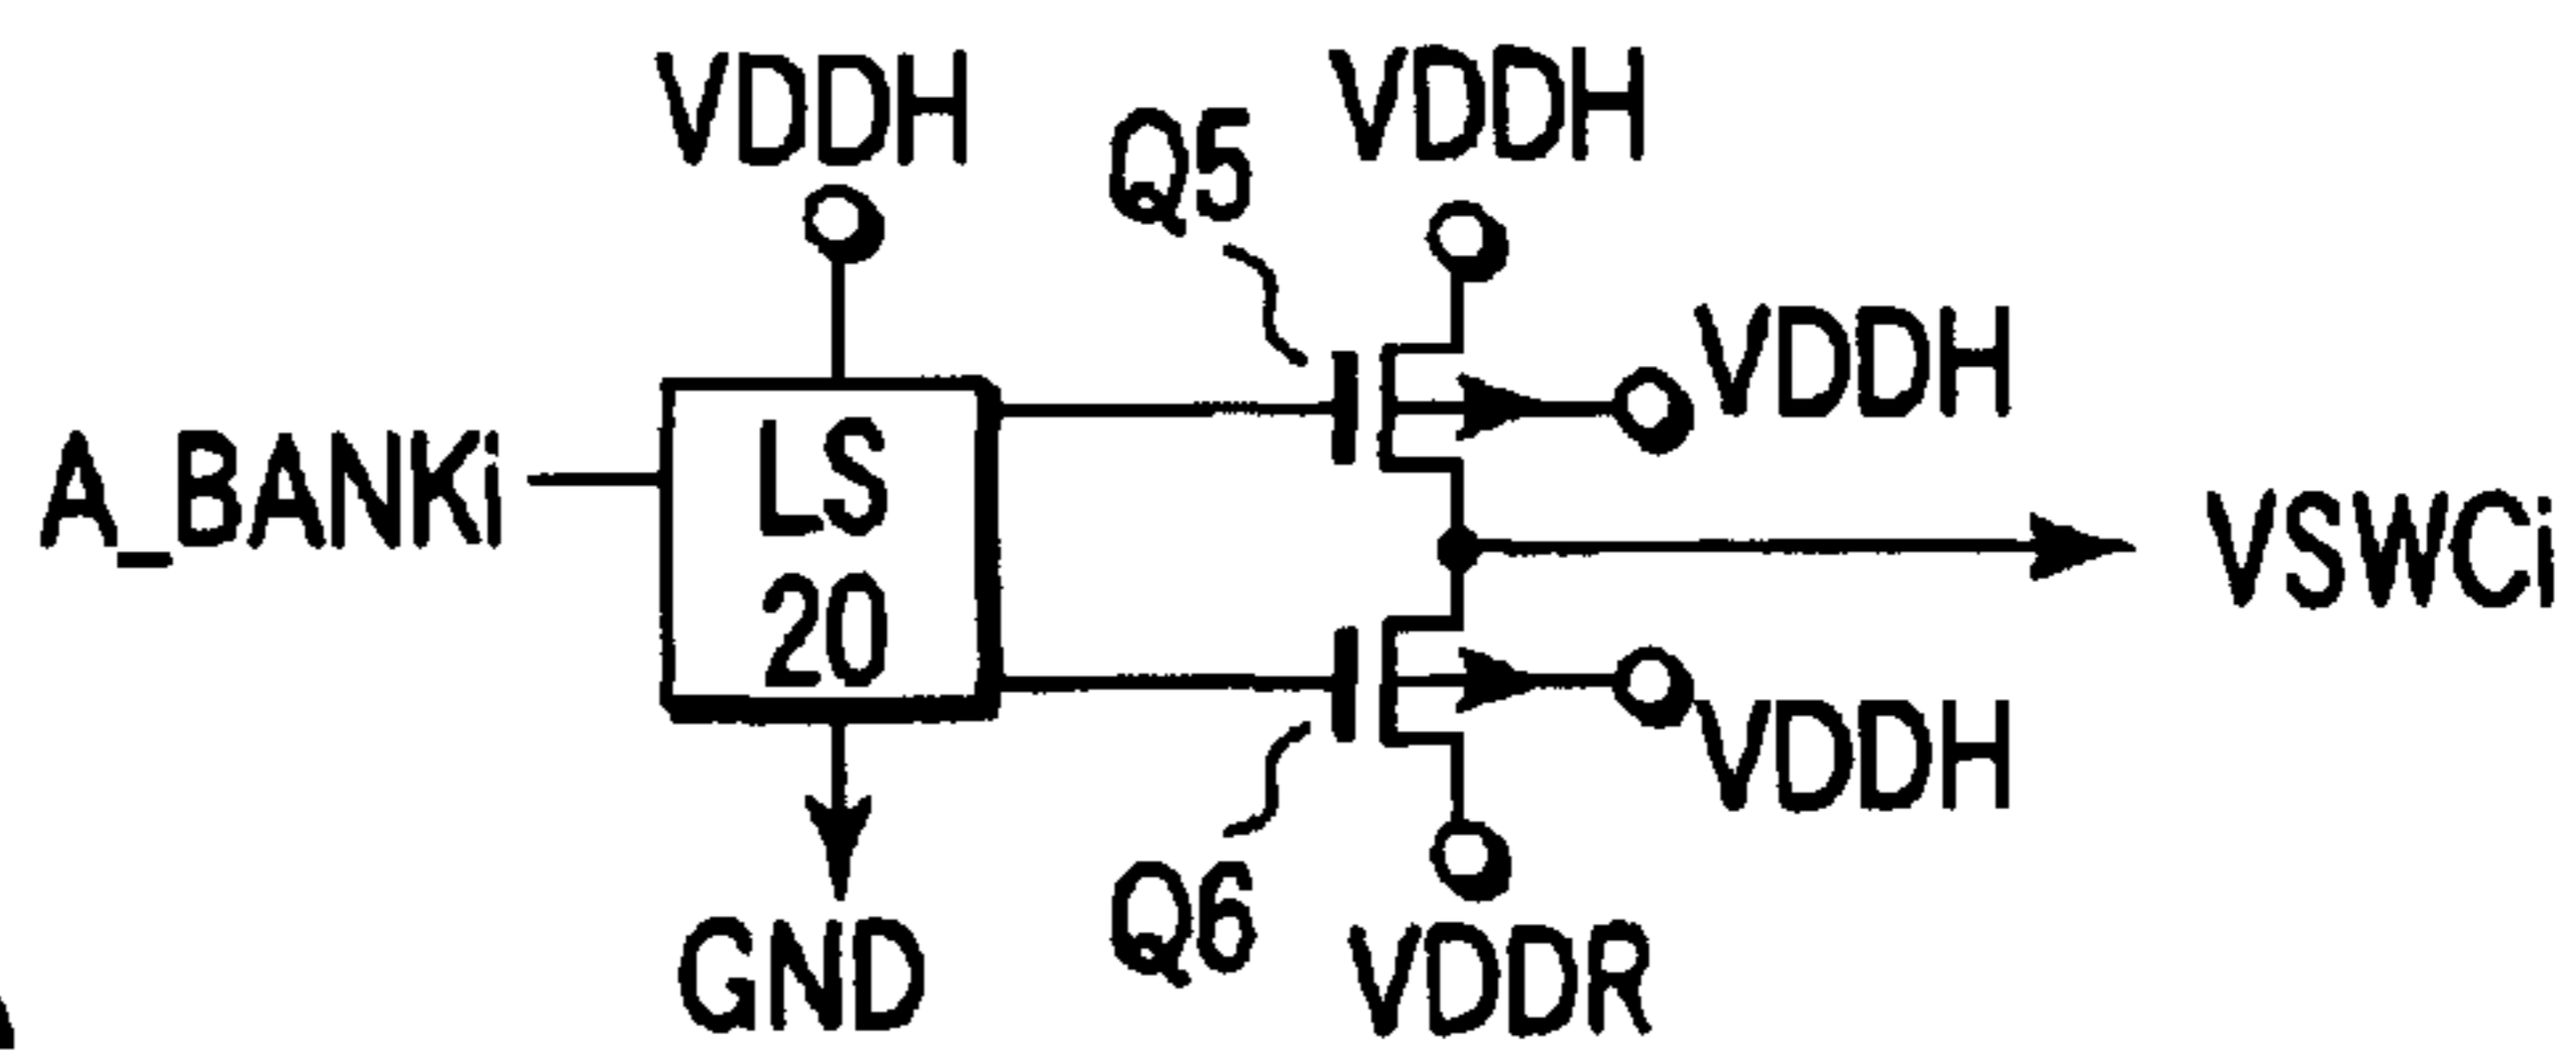 VDDH
VDDH
Q5
VDDH
A_BANKi
LS
20
VSWCi
VDDH
Q6
GND
VDDR